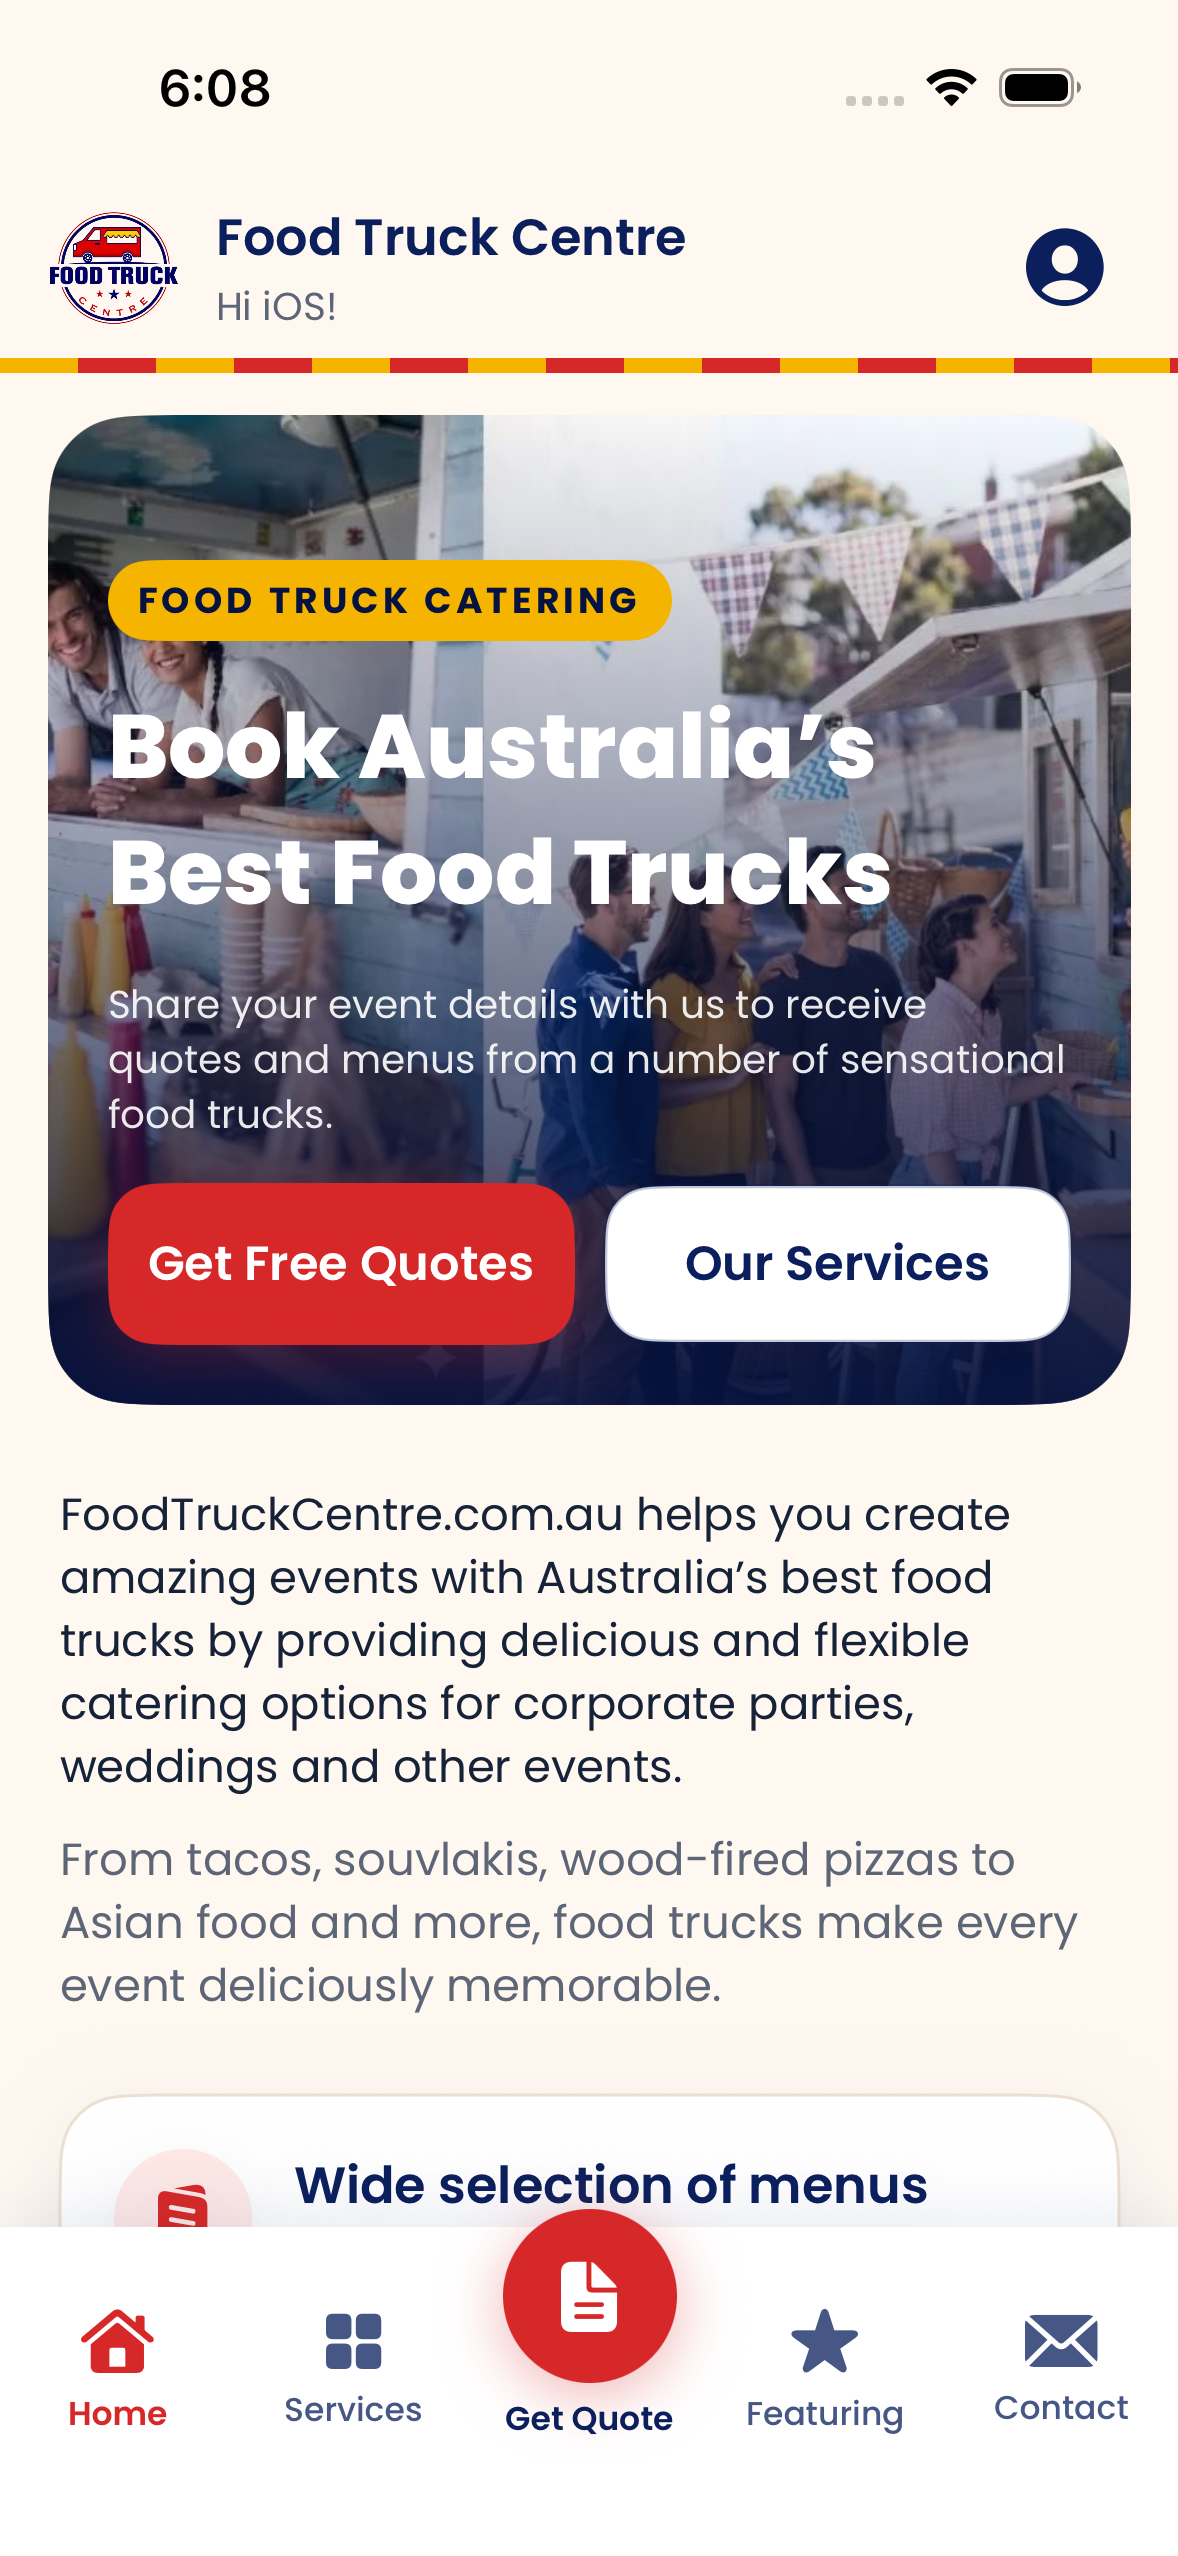 6:08
FOOD TRUCK
CENTRE
Food Truck Centre
Hi iOS!
FOOD TRUCK CATERING
Book Australia’s
Best Food Trucks
Share your event details with us to receive
quotes and menus from a number of sensational
food trucks.
Get Free Quotes
Our Services
FoodTruckCentre.com.au helps you create
amazing events with Australia’s best food
trucks by providing delicious and flexible
catering options for corporate parties,
weddings and other events.
From tacos, souvlakis, wood-fired pizzas to
Asian food and more, food trucks make every
event deliciously memorable.
Wide selection of menus
Home
Services
Get Quote
Featuring
Contact